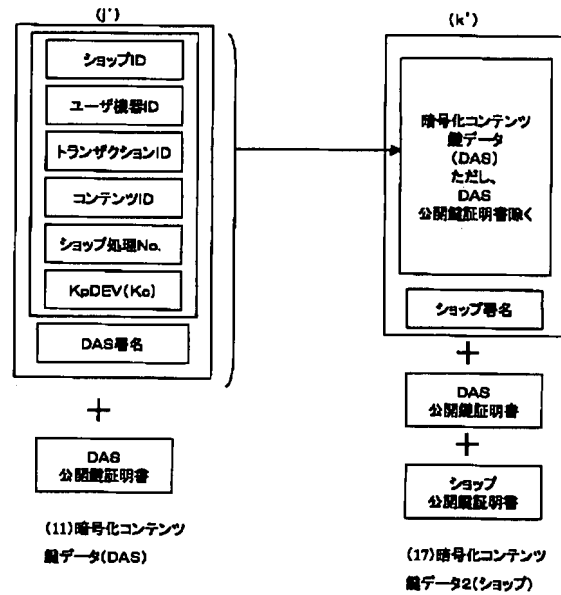 (j')
ショップID
ユーザ機器ID
トランザクションID
コンテンツID
ショップ処理No.
KpDEV(Kc)
DAS署名
+
DAS
公開鍵証明書
(11)暗号化コンテンツ
鍵データ(DAS)
(k')
暗号化コンテンツ
鍵データ
(DAS)
ただし、
DAS
公開鍵証明書除く
ショップ署名
+
DAS
公開鍵証明書
+
ショップ
公開鍵証明書
(17)暗号化コンテンツ
鍵データ2(ショップ)